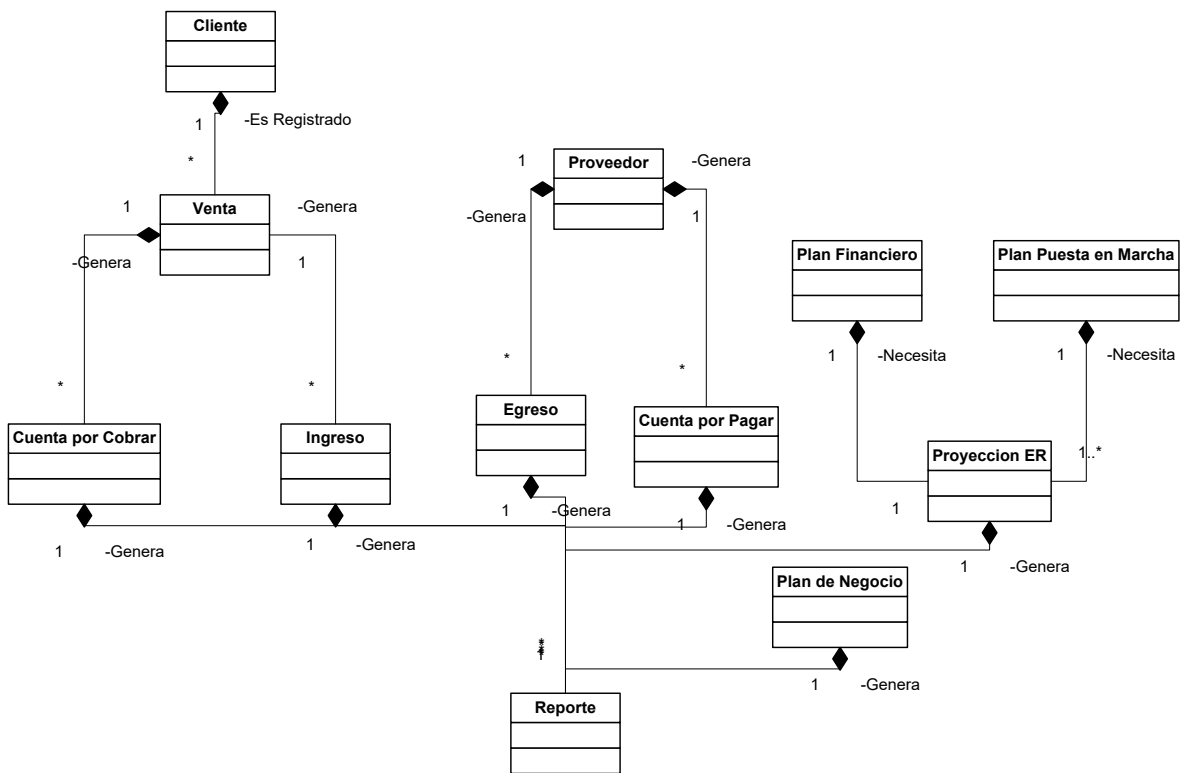 Cliente
1
-Es Registrado
*
1
Proveedor
-Genera
1
Venta
-Genera
-Genera
1
-Genera
1
Plan Financiero
Plan Puesta en Marcha
*
*
1
-Necesita
1
-Necesita
*
*
Egreso
Cuenta por Pagar
Cuenta por Cobrar
Ingreso
Proyeccion ER
1..*
1
-Genera
1
-Genera
1
1
-Genera
1
-Genera
1
-Genera
Plan de Negocio
*
1
-Genera
Reporte